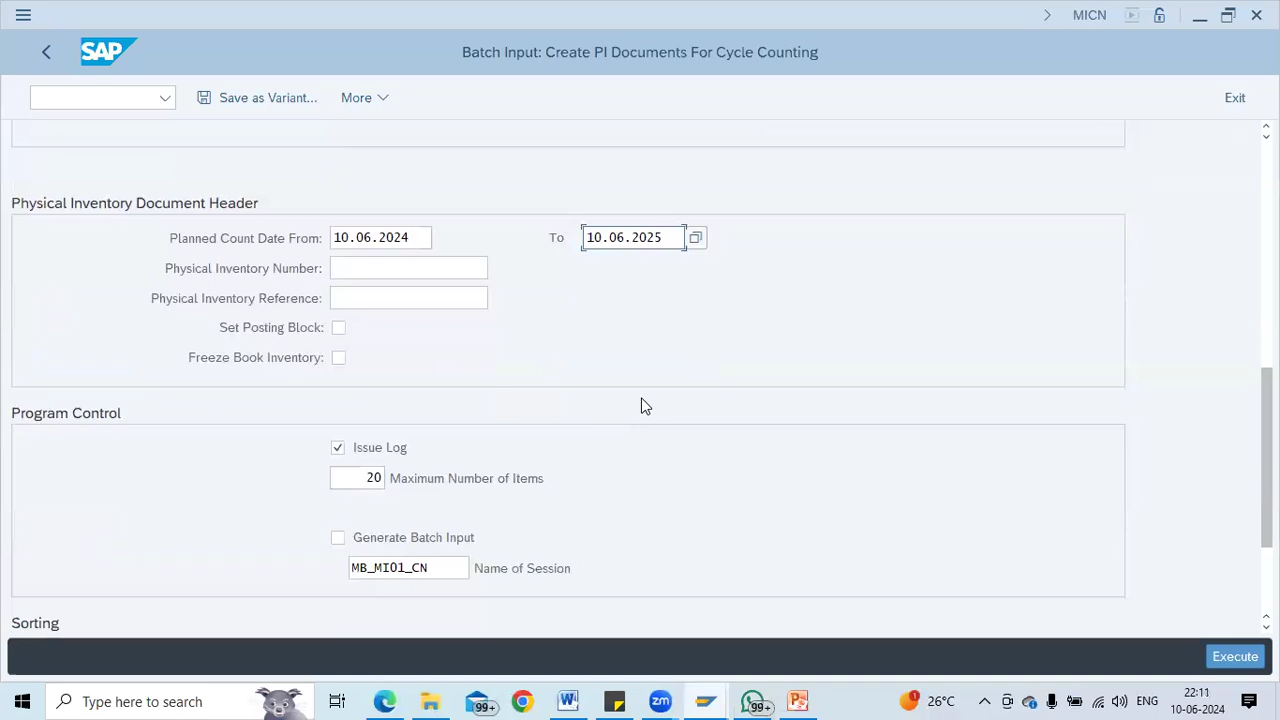 MICN
SAP
Batch Input: Create PI Documents For Cycle Counting
Save as Variant...
More
Exit
Physical Inventory Document Header
Planned Count Date From: 10.06.2024 To 10.06.2025
Physical Inventory Number:
Physical Inventory Reference:
Set Posting Block:
Freeze Book Inventory:
Program Control
Issue Log
20 Maximum Number of Items
Generate Batch Input
MB_MI01_CN Name of Session
Sorting
Execute
Type here to search
99+
99+
26°C
ENG
22:11
10-06-2024